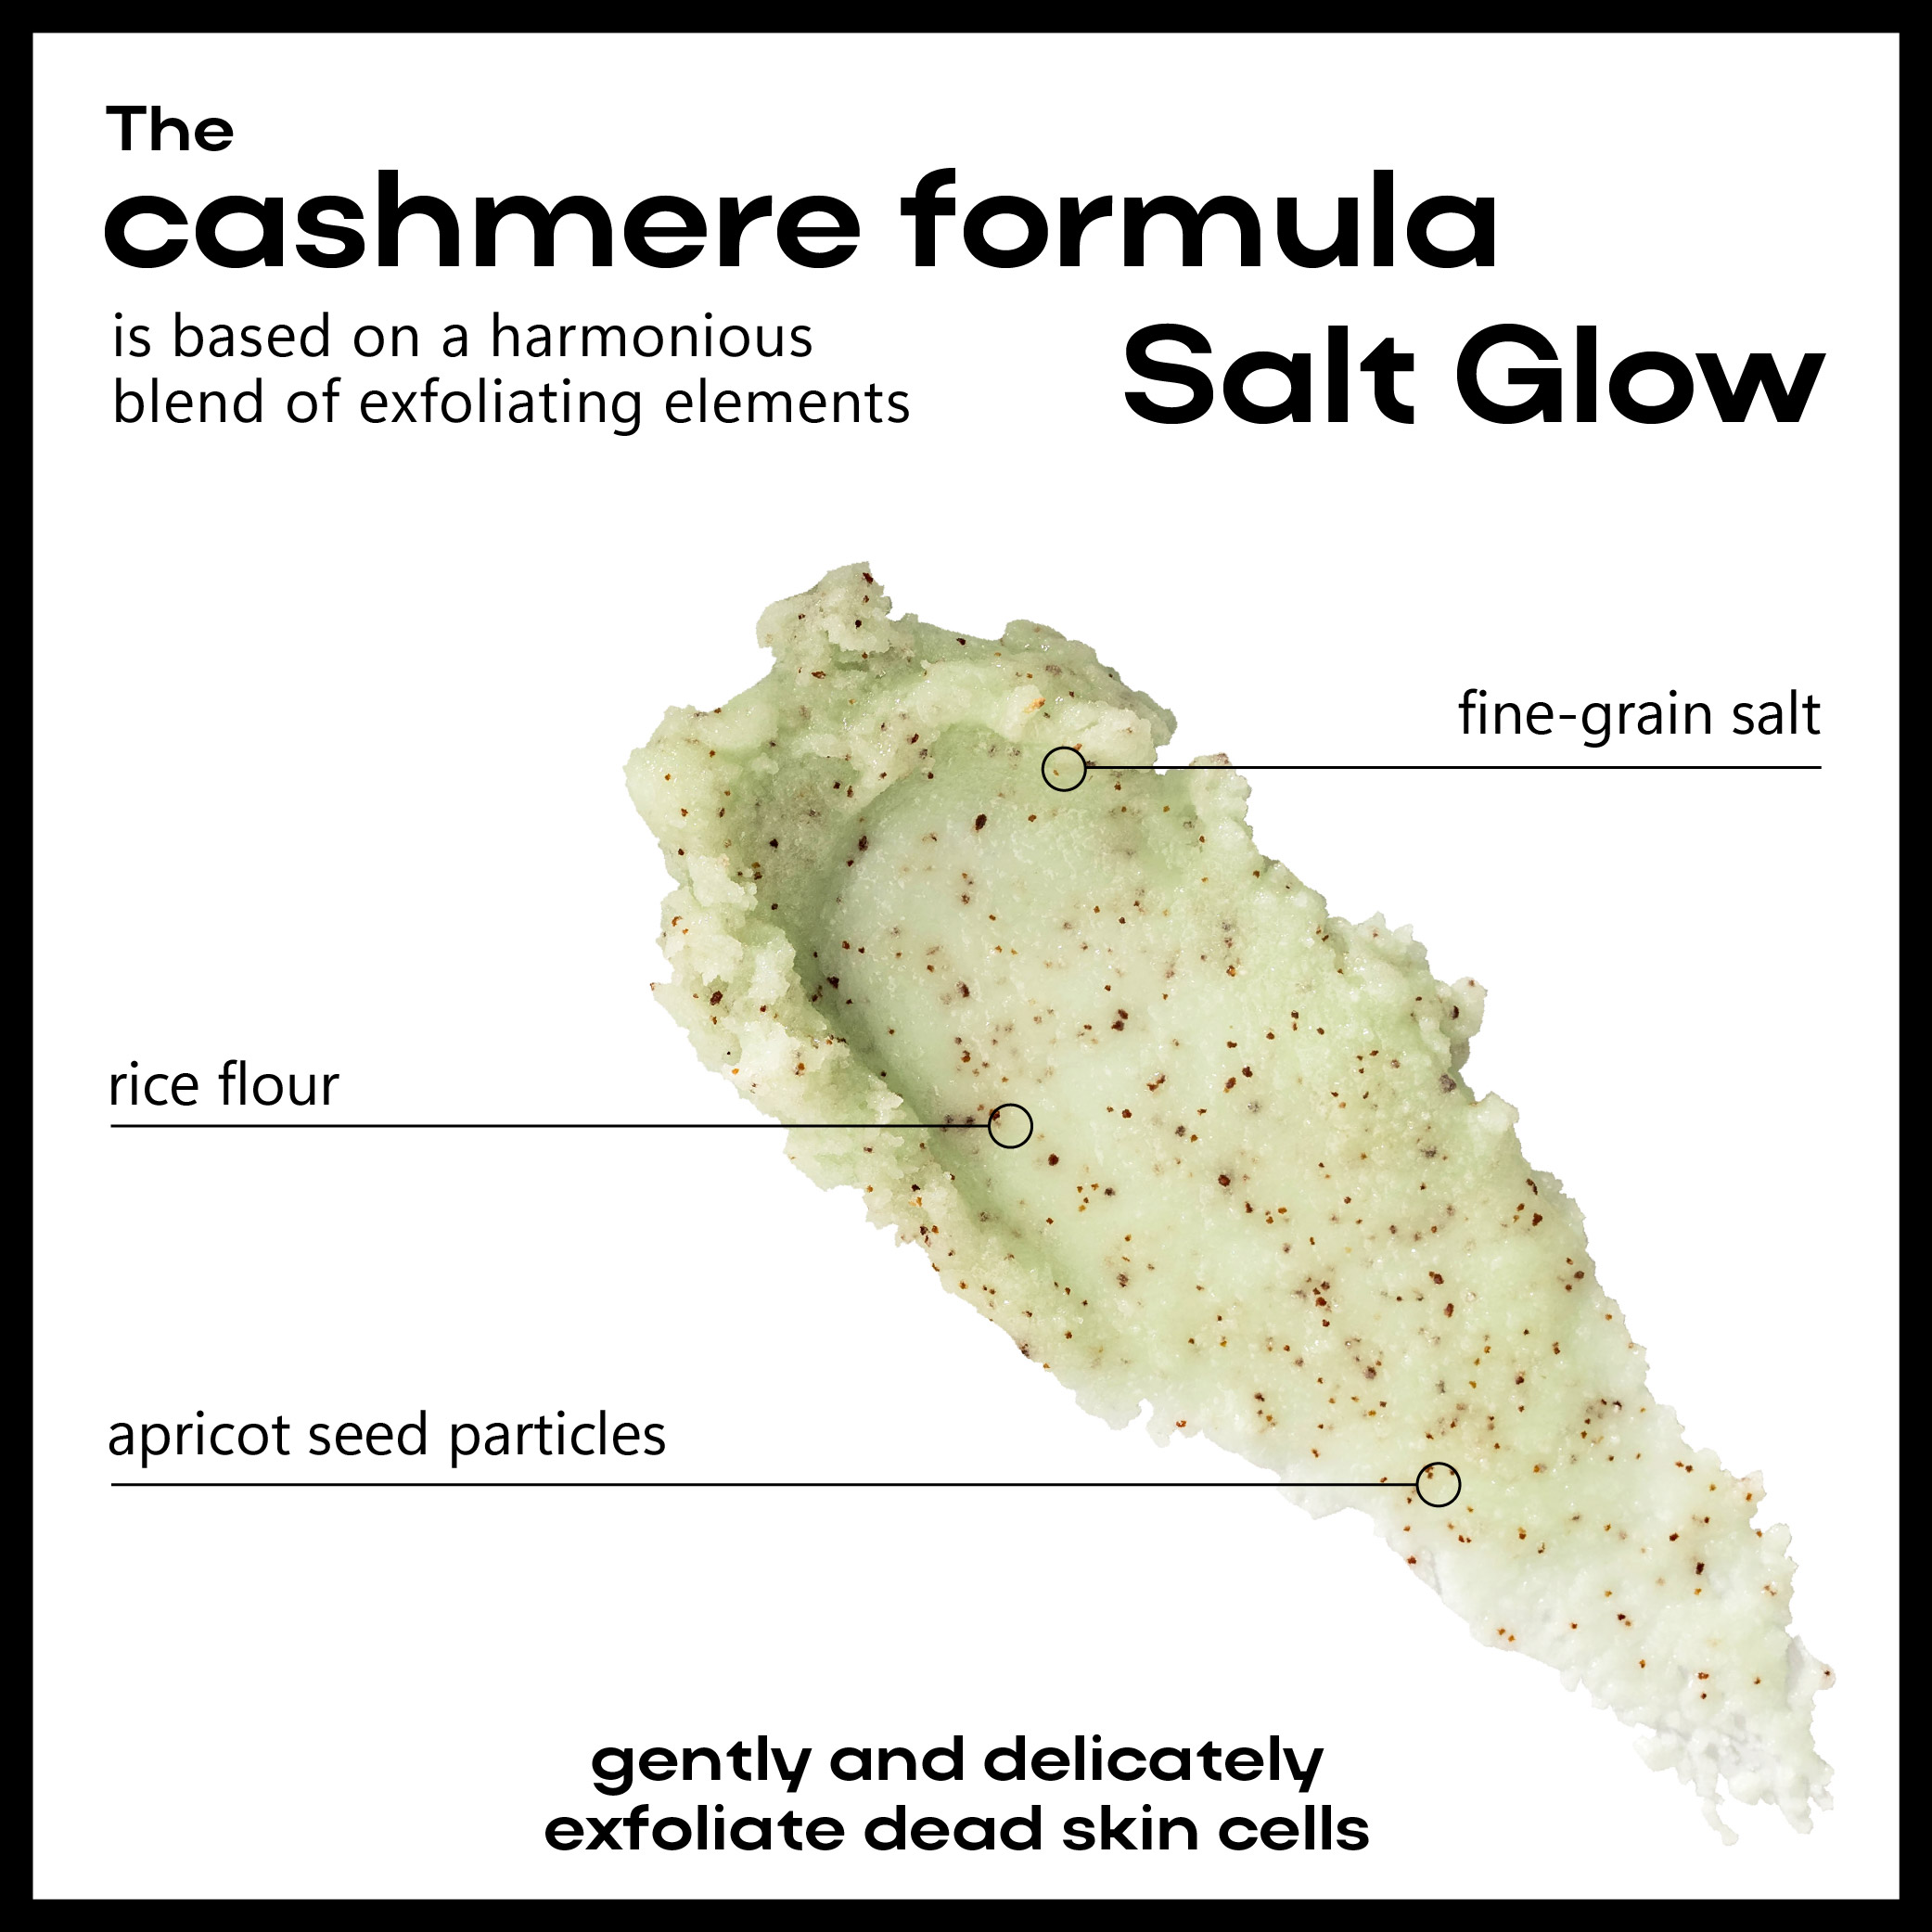 The
cashmere formula
is based on a harmonious
blend of exfoliating elements
Salt Glow
fine-grain salt
rice flour
apricot seed particles
gently and delicately
exfoliate dead skin cells